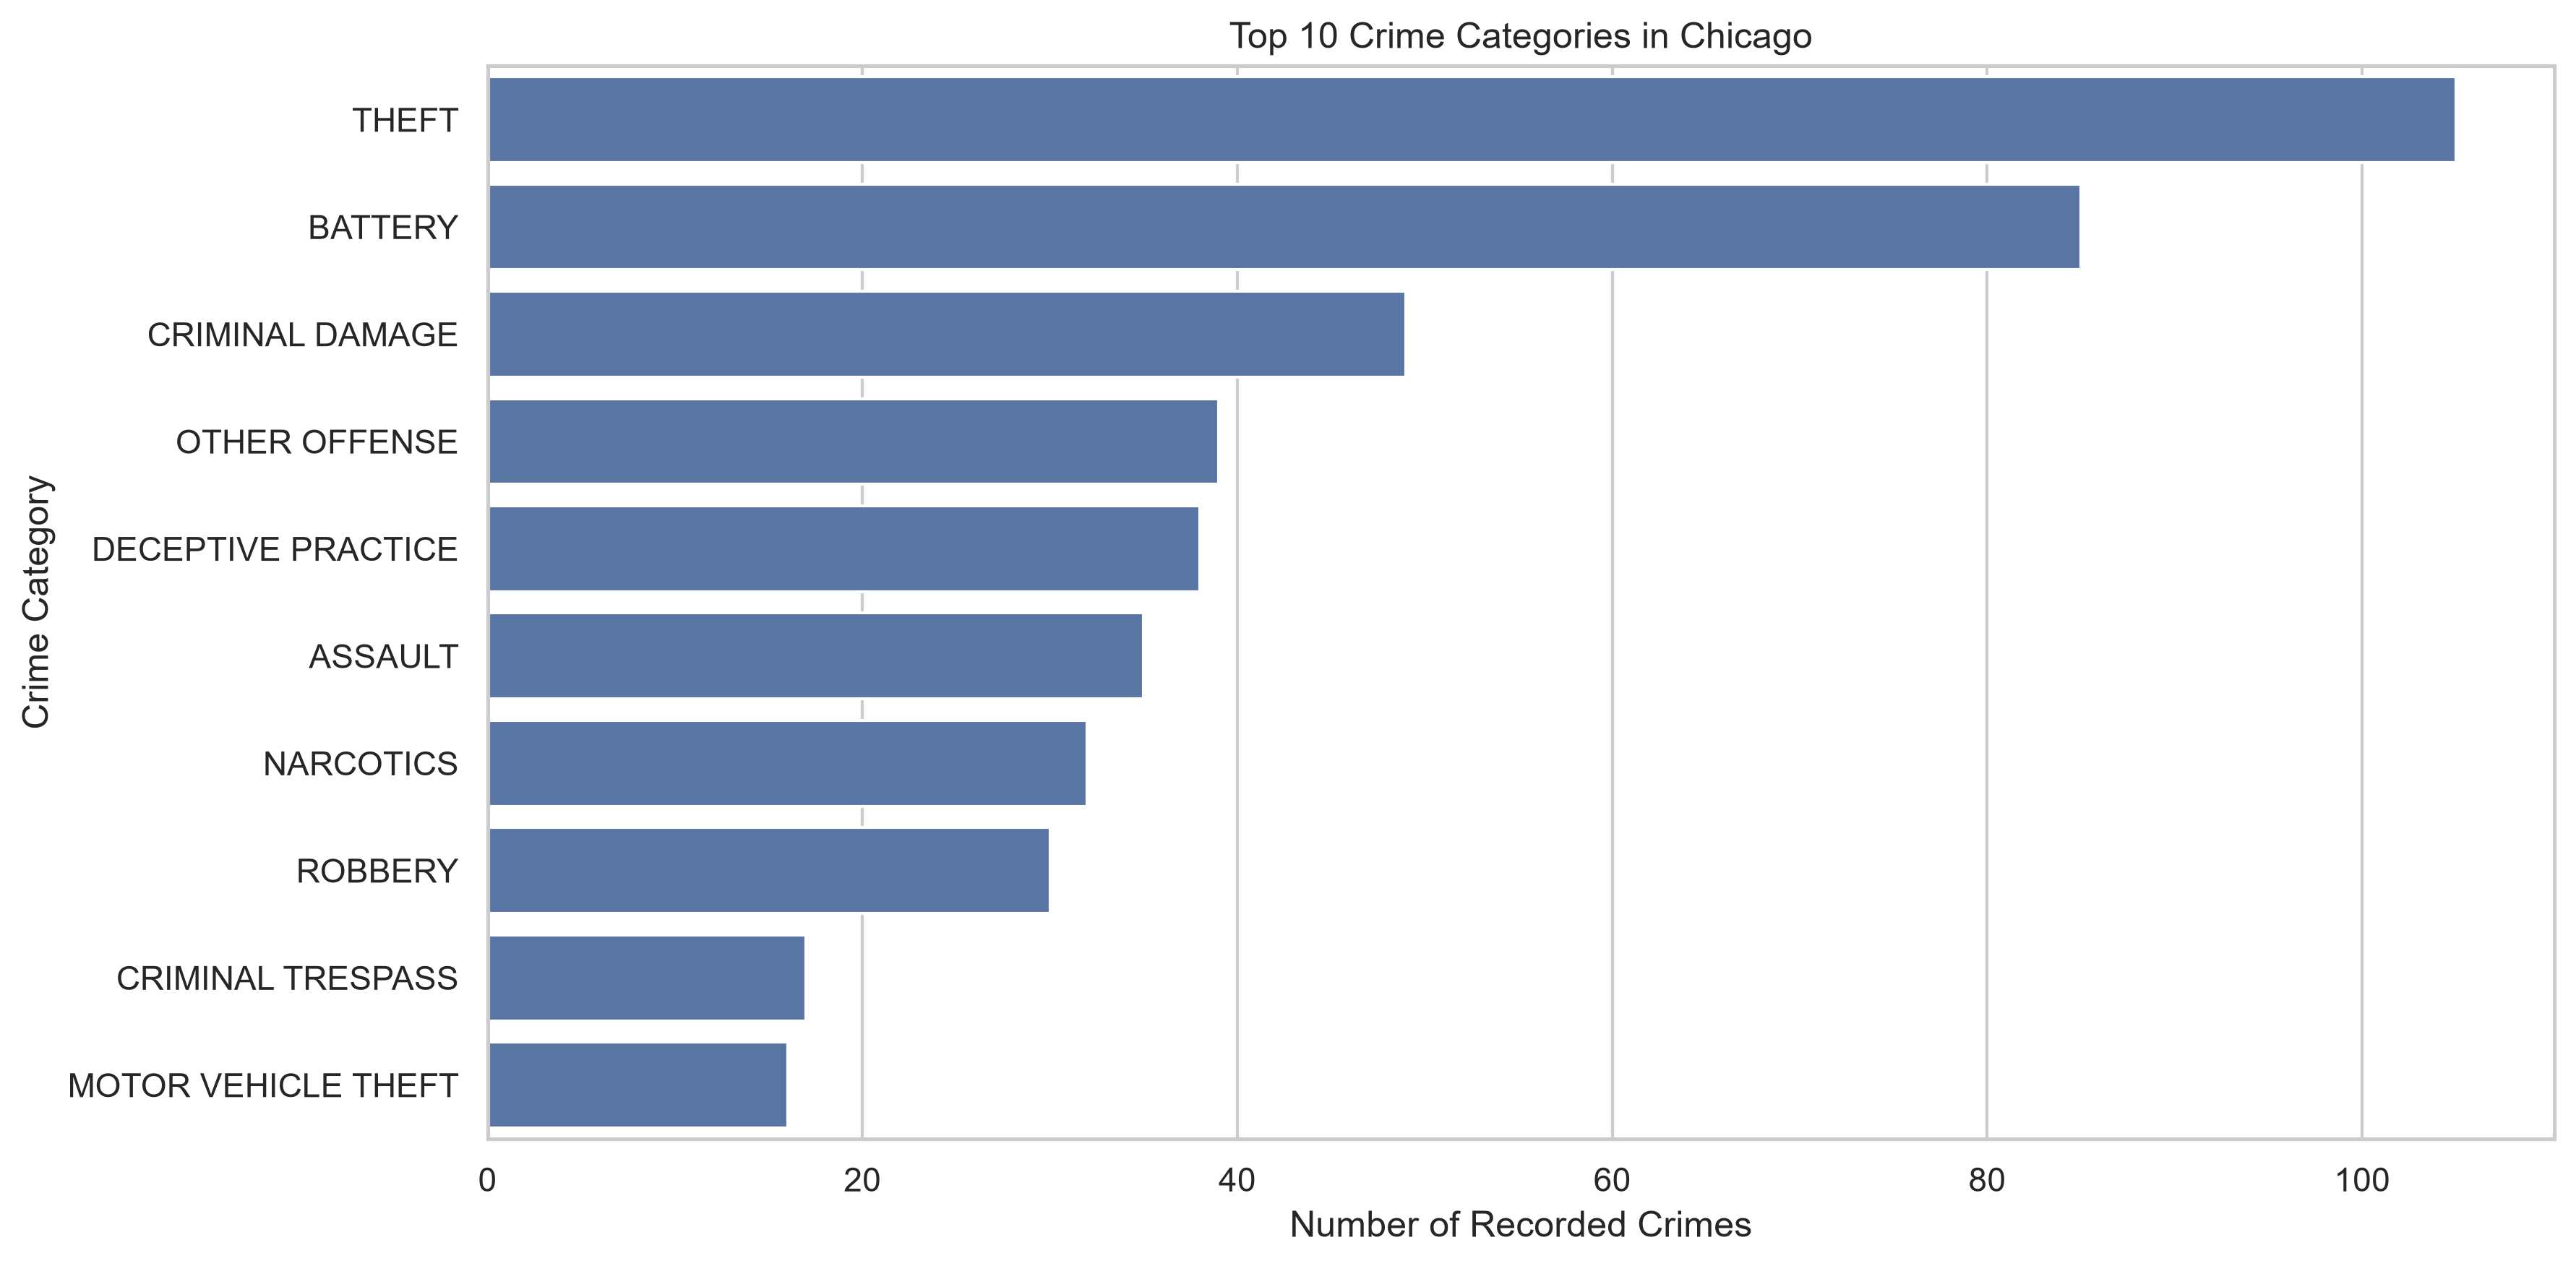 Top 10 Crime Categories in Chicago
THEFT
BATTERY
CRIMINAL DAMAGE
OTHER OFFENSE
DECEPTIVE PRACTICE
ASSAULT
NARCOTICS
ROBBERY
CRIMINAL TRESPASS
MOTOR VEHICLE THEFT
Crime Category
0 20 40 60 80 100
Number of Recorded Crimes